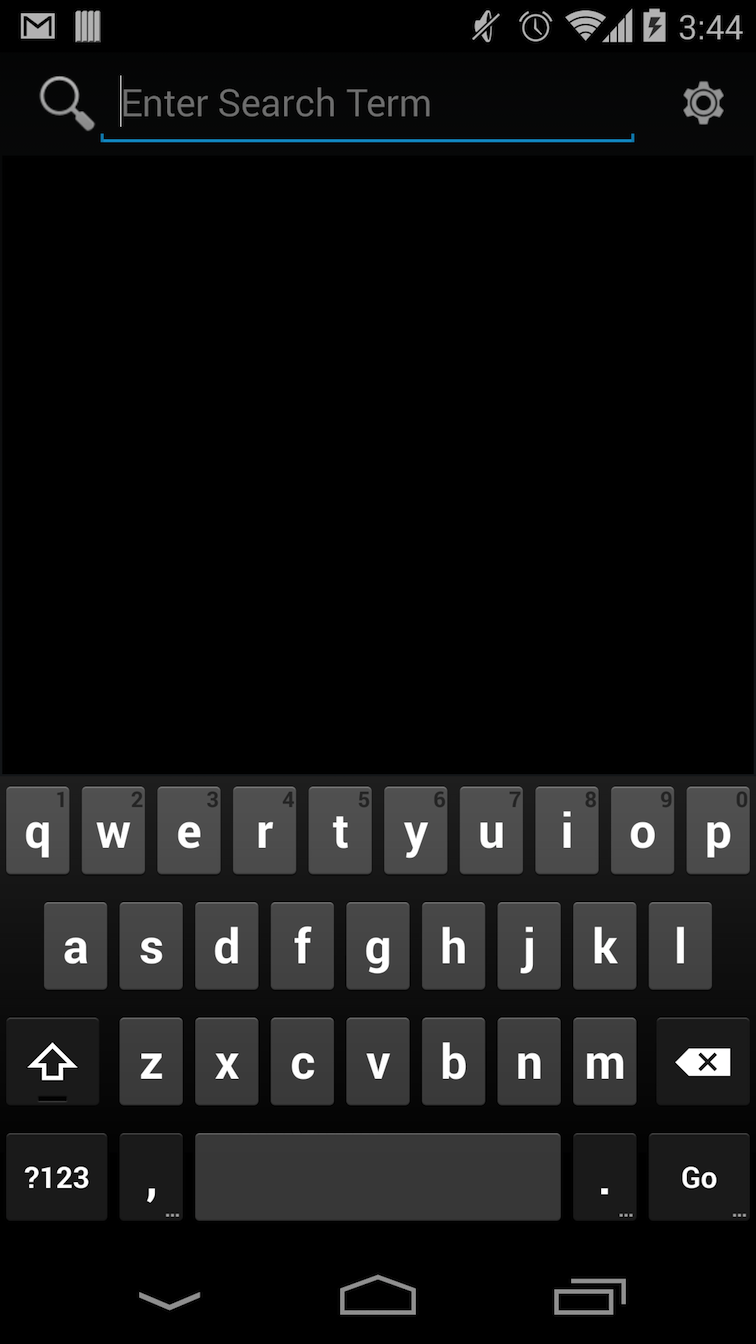 3:44
Enter Search Term
1 2 3 4 5 6 7 8 9 0
q w e r t y u i o p
a s d f g h j k l
z x c v b n m
?123 , ... . ... Go ...